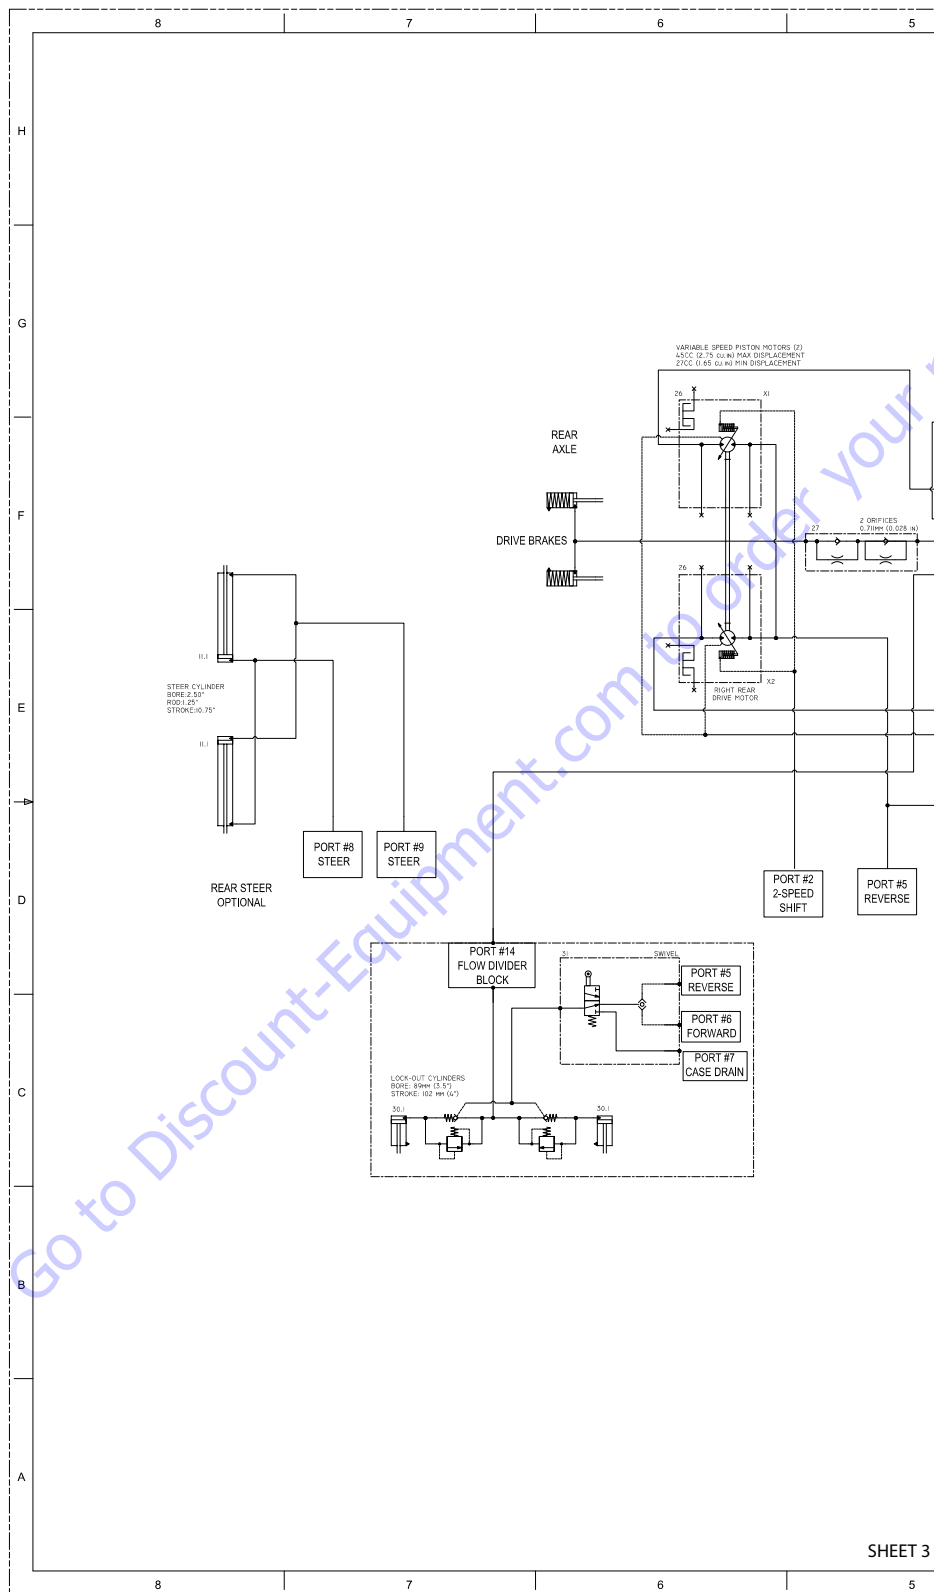 8 7 6 5
H
G
VARIABLE SPEED PISTON MOTORS (2)
45CC (2.75 CU.IN) MAX DISPLACEMENT
27CC (1.65 CU.IN) MIN DISPLACEMENT
26
X1
REAR
AXLE
F
2 ORIFICES
0.711MM (0.028 IN)
27
DRIVE BRAKES
26
11.1
E
STEER CYLINDER
BORE:2.50"
ROD:1.25"
STROKE:10.75"
X2
RIGHT REAR
DRIVE MOTOR
11.1
PORT #8
STEER
PORT #9
STEER
REAR STEER
OPTIONAL
D
PORT #2
2-SPEED
SHIFT
PORT #5
REVERSE
PORT #14
FLOW DIVIDER
BLOCK
31
SWIVEL
PORT #5
REVERSE
PORT #6
FORWARD
PORT #7
CASE DRAIN
C
LOCK-OUT CYLINDERS
BORE: 89MM (3.5")
STROKE: 102 MM (4")
30.1
30.1
B
A
Go to Discount-Equipment.com to order your
SHEET 3
8 7 6 5